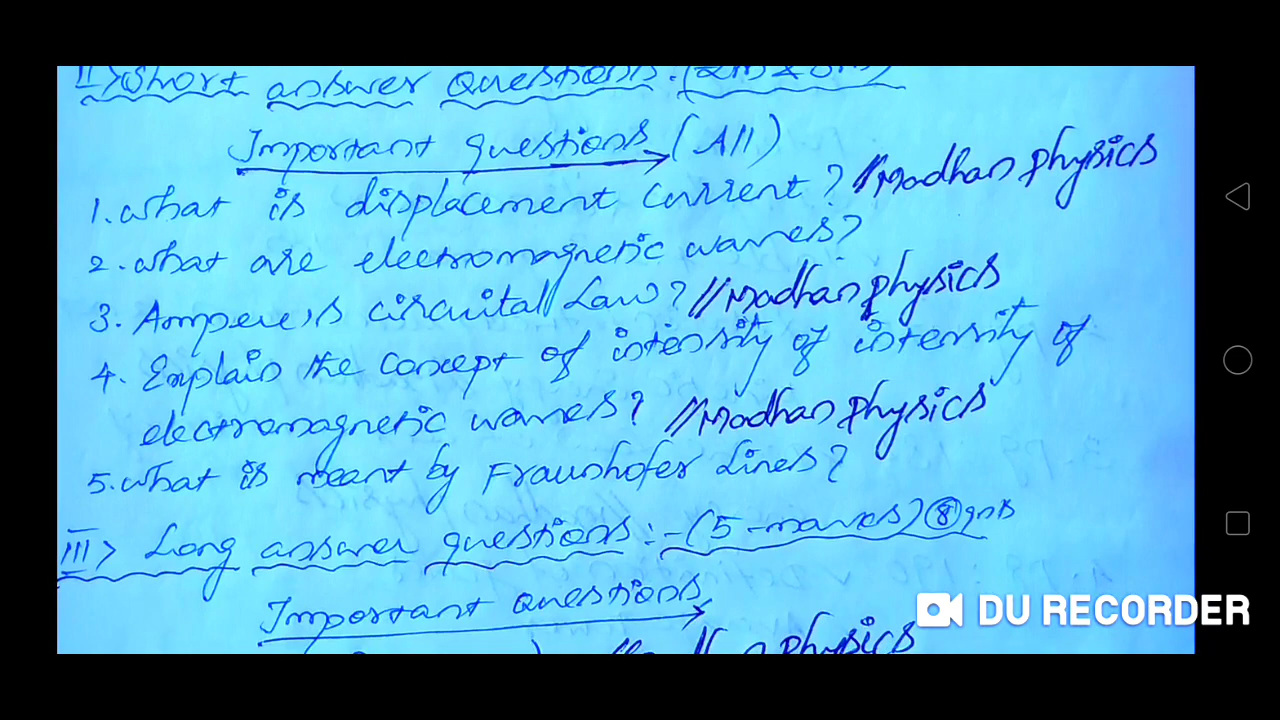 II> Short answer Questions:- (2m & 3m)
Important questions (All)
1. What is displacement current? //Madhan physics
2. What are electromagnetic waves?
3. Ampere's circuital Law? //Madhan physics
4. Explain the concept of intensity of intensity of
electromagnetic waves? //Madhan physics
5. What is meant by Fraunhofer Lines?
III> Long answer questions:- (5-marks) 8 qns
Important questions
physics
DU RECORDER